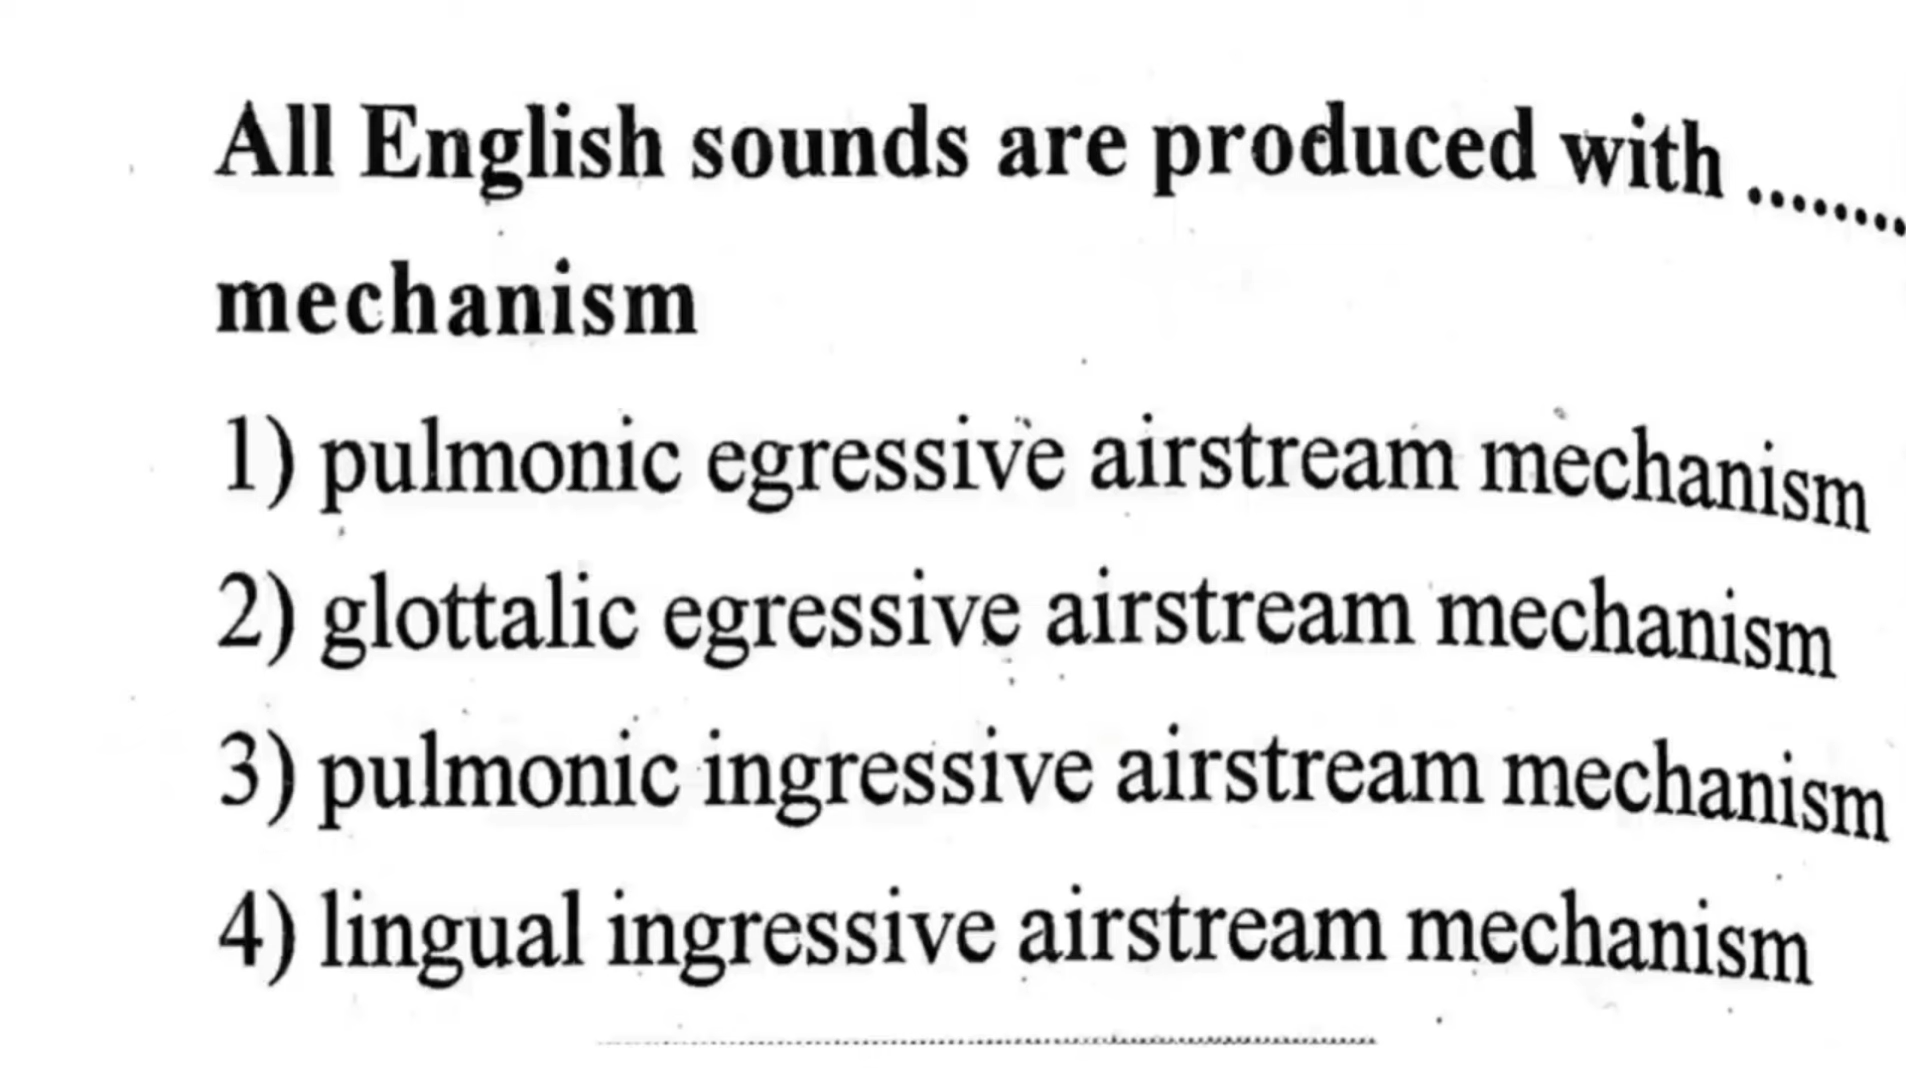 All English sounds are produced with ........
mechanism
1) pulmonic egressive airstream mechanism
2) glottalic egressive airstream mechanism
3) pulmonic ingressive airstream mechanism
4) lingual ingressive airstream mechanism